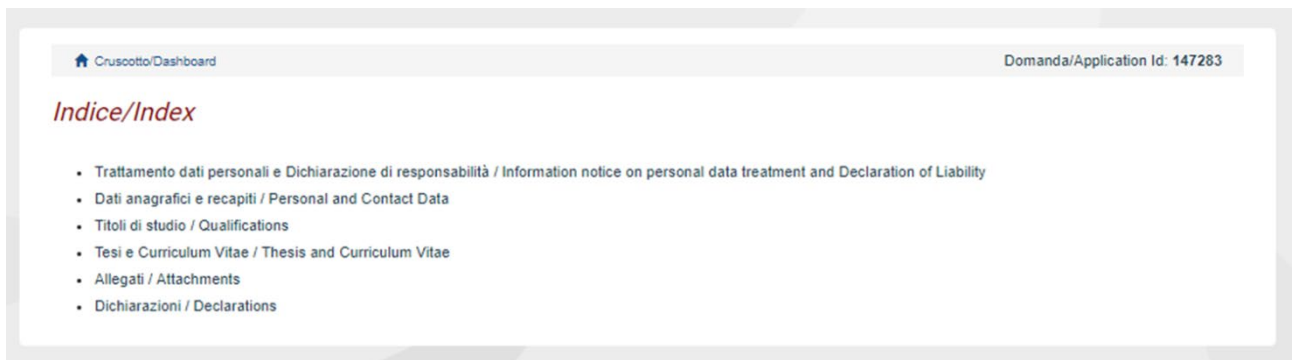 Cruscotto/Dashboard
Domanda/Application Id: 147283
Indice/Index
Trattamento dati personali e Dichiarazione di responsabilità / Information notice on personal data treatment and Declaration of Liability
Dati anagrafici e recapiti / Personal and Contact Data
Titoli di studio / Qualifications
Tesi e Curriculum Vitae / Thesis and Curriculum Vitae
Allegati / Attachments
Dichiarazioni / Declarations